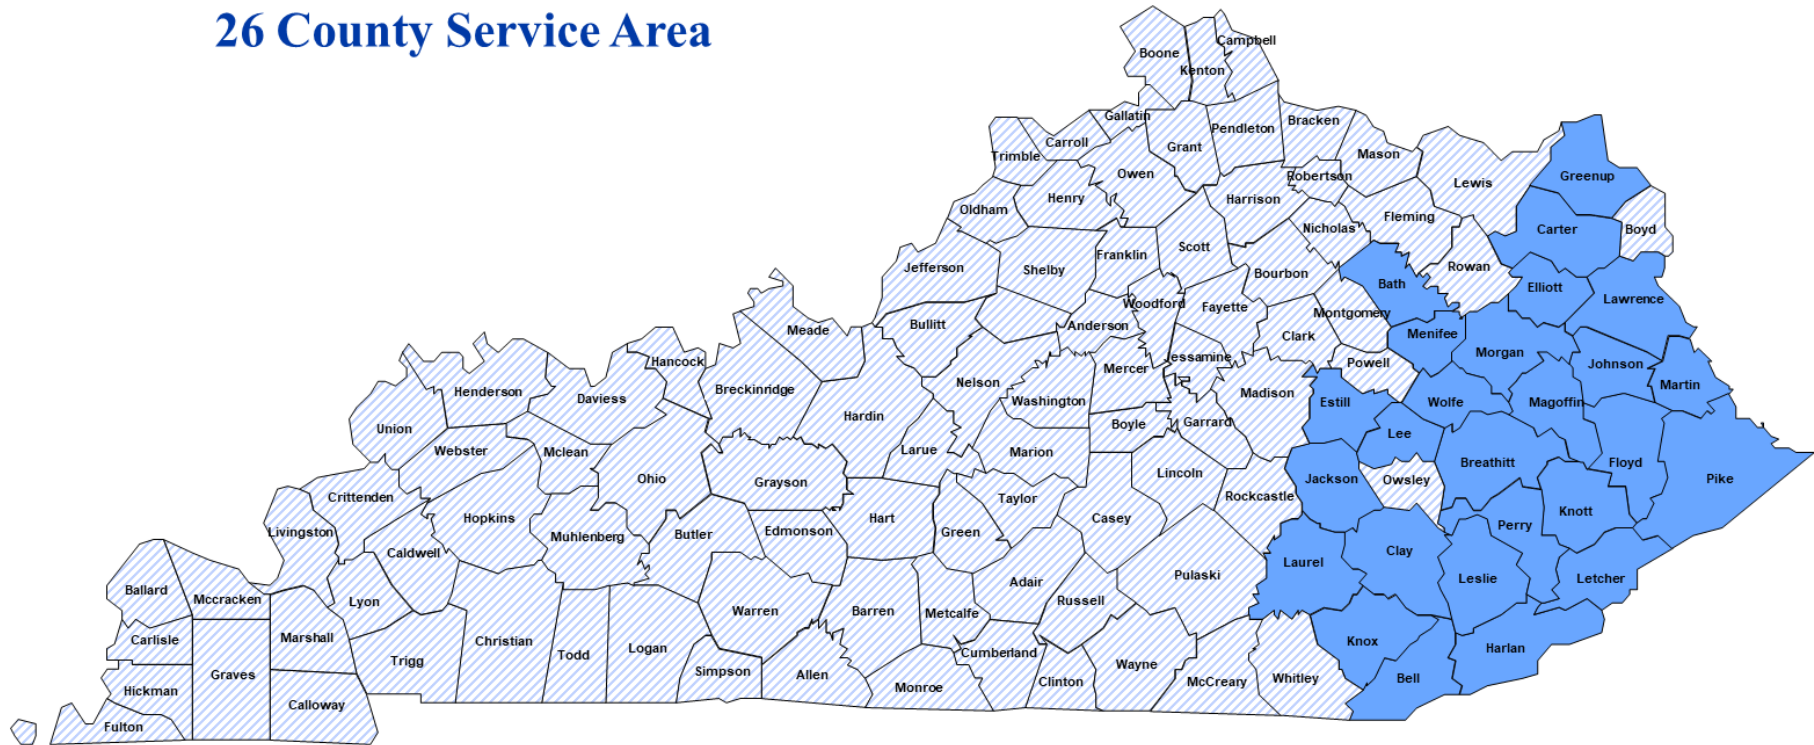 26 County Service Area
Boone
Kenton
Campbell
Gallatin
Carroll
Trimble
Grant
Pendleton
Bracken
Mason
Robertson
Lewis
Greenup
Owen
Henry
Oldham
Harrison
Nicholas
Fleming
Carter
Boyd
Jefferson
Shelby
Franklin
Scott
Bourbon
Rowan
Bath
Elliott
Lawrence
Woodford
Fayette
Montgomery
Meade
Bullitt
Anderson
Clark
Menifee
Morgan
Hancock
Breckinridge
Nelson
Mercer
essamine
Powell
Johnson
Martin
Henderson
Daviess
Hardin
Washington
Madison
Estill
Wolfe
Magoffin
Union
Webster
Mclean
Larue
Marion
Boyle
Garrard
Lee
Ohio
Grayson
Lincoln
Jackson
Owsley
Breathitt
Floyd
Pike
Crittenden
Livingston
Hopkins
Muhlenberg
Butler
Edmonson
Hart
Green
Taylor
Casey
Rockcastle
Perry
Knott
Caldwell
Clay
Laurel
Leslie
Letcher
Ballard
Mccracken
Lyon
Warren
Barren
Metcalfe
Adair
Russell
Pulaski
Carlisle
Marshall
Trigg
Christian
Todd
Logan
Simpson
Allen
Monroe
Cumberland
Clinton
Wayne
McCreary
Whitley
Knox
Bell
Harlan
Hickman
Graves
Calloway
Fulton